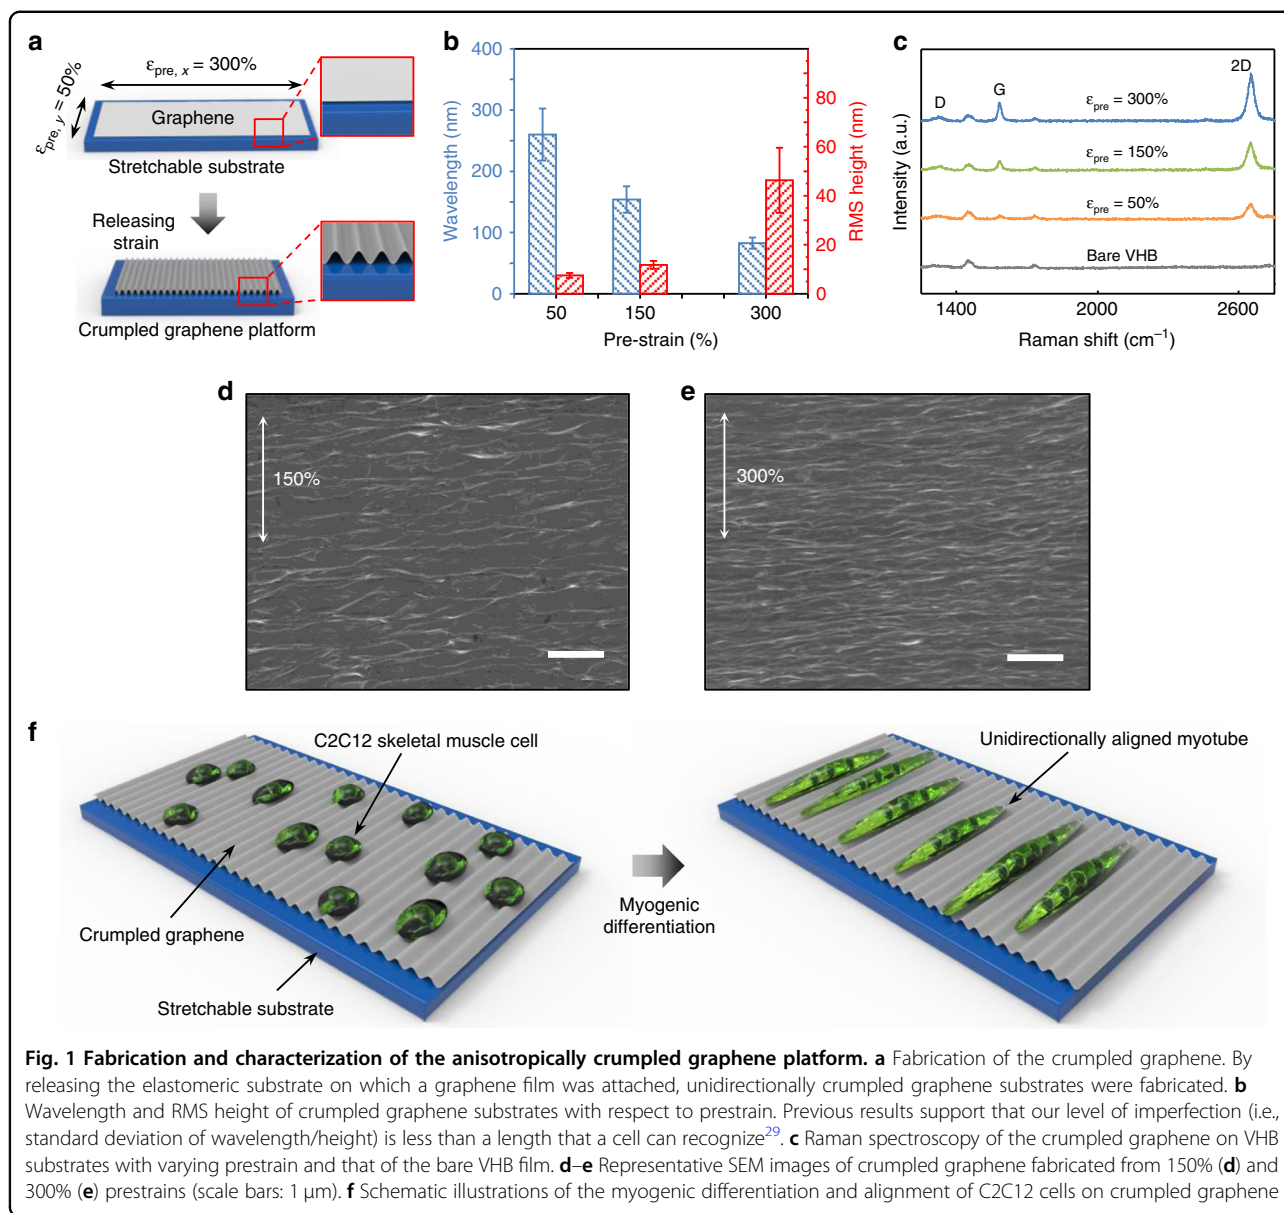 a
εpre, x = 300%
εpre, y = 50%
Graphene
Stretchable substrate
Releasing
strain
Crumpled graphene platform
b
400
300
200
100
0
Wavelength (nm)
80
60
40
20
0
RMS height (nm)
50
150
300
Pre-strain (%)
c
2D
D
G
εpre = 300%
εpre = 150%
εpre = 50%
Bare VHB
Intensity (a.u.)
1400
2000
2600
Raman shift (cm⁻¹)
d
150%
e
300%
f
C2C12 skeletal muscle cell
Crumpled graphene
Stretchable substrate
Myogenic
differentiation
Unidirectionally aligned myotube
Fig. 1 Fabrication and characterization of the anisotropically crumpled graphene platform. a Fabrication of the crumpled graphene. By
releasing the elastomeric substrate on which a graphene film was attached, unidirectionally crumpled graphene substrates were fabricated. b
Wavelength and RMS height of crumpled graphene substrates with respect to prestrain. Previous results support that our level of imperfection (i.e.,
standard deviation of wavelength/height) is less than a length that a cell can recognize²⁹. c Raman spectroscopy of the crumpled graphene on VHB
substrates with varying prestrain and that of the bare VHB film. d–e Representative SEM images of crumpled graphene fabricated from 150% (d) and
300% (e) prestrains (scale bars: 1 μm). f Schematic illustrations of the myogenic differentiation and alignment of C2C12 cells on crumpled graphene